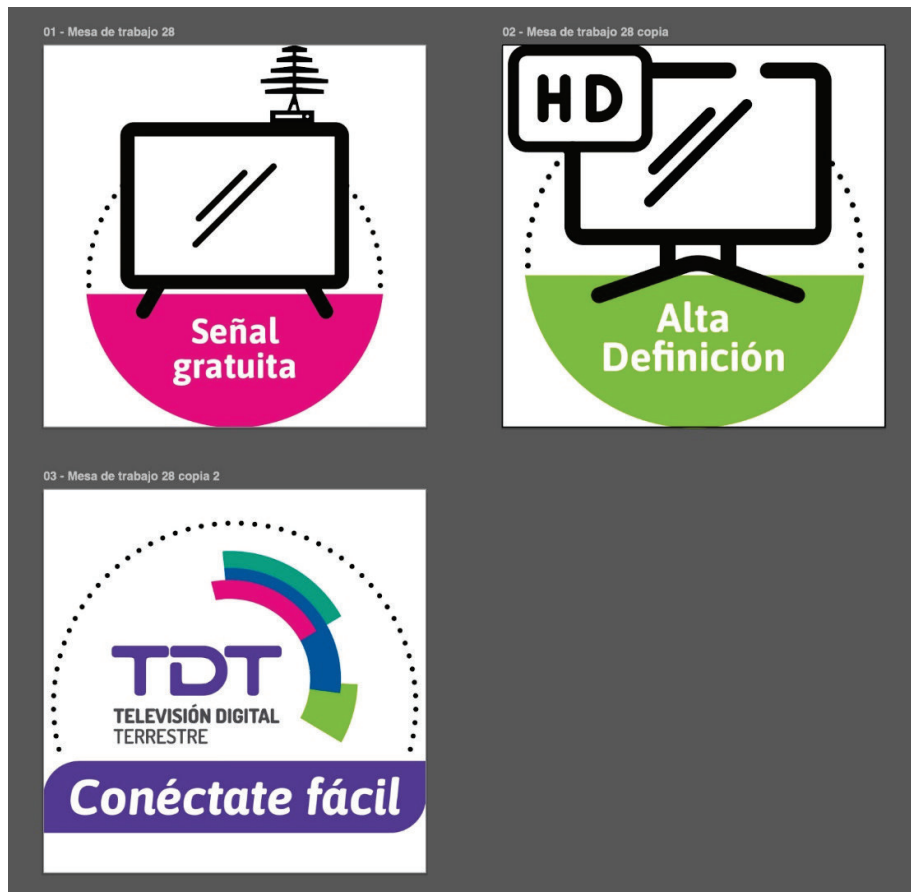 01 - Mesa de trabajo 28
Señal
gratuita
02 - Mesa de trabajo 28 copia
HD
Alta
Definición
03 - Mesa de trabajo 28 copia 2
TDT
TELEVISIÓN DIGITAL
TERRESTRE
Conéctate fácil